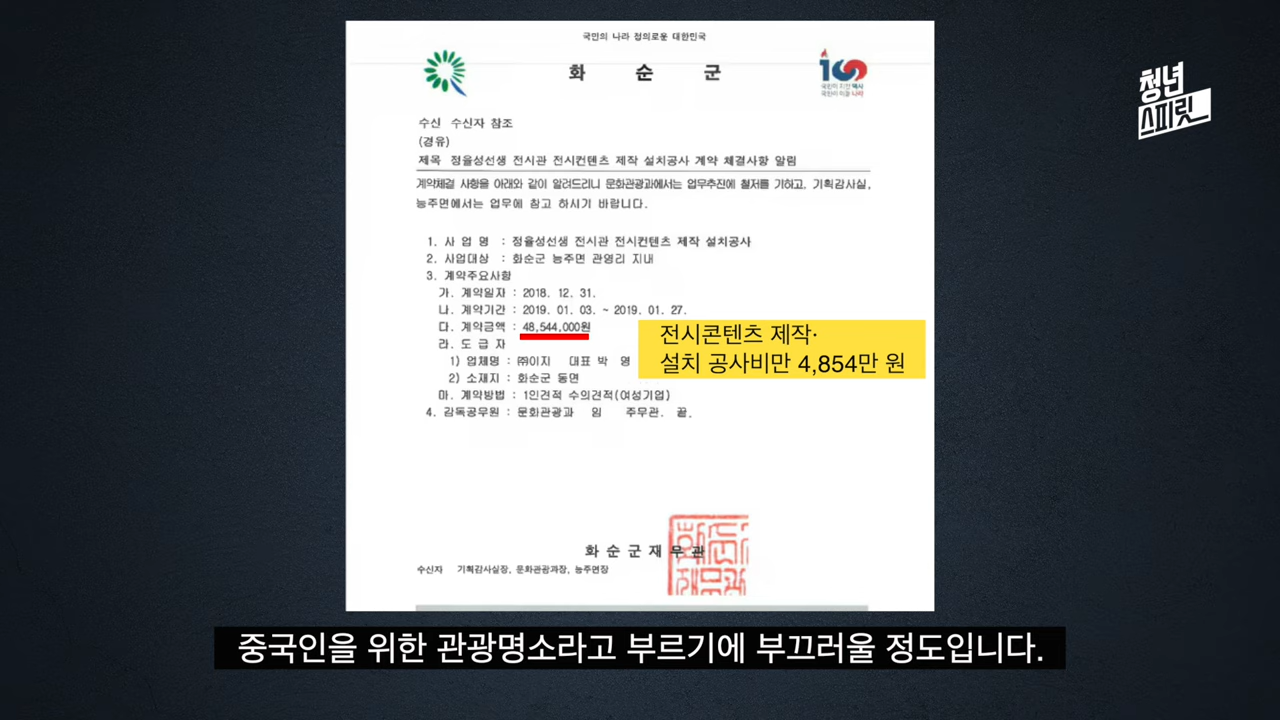 국민의 나라 정의로운 대한민국
화 순 군
100
국민이 지킨 역사
국민이 이끌 나라
청년
스피릿
수신 수신자 참조
(경유)
제목 정율성선생 전시관 전시컨텐츠 제작 설치공사 계약 체결사항 알림
계약체결 사항을 아래와 같이 알려드리니 문화관광과에서는 업무추진에 철저를 기하고, 기획감사실,
능주면에서는 업무에 참고 하시기 바랍니다.
1. 사 업 명 : 정율성선생 전시관 전시컨텐츠 제작 설치공사
2. 사업대상 : 화순군 능주면 관영리 지내
3. 계약주요사항
가. 계약일자 : 2018. 12. 31.
나. 계약기간 : 2019. 01. 03. ~ 2019. 01. 27.
다. 계약금액 : 48,544,000원
라. 도 급 자
1) 업체명 : ㈜이지 대표 박 영
2) 소재지 : 화순군 동면
마. 계약방법 : 1인견적 수의견적(여성기업)
4. 감독공무원 : 문화관광과 임 주무관. 끝.
전시콘텐츠 제작·
설치 공사비만 4,854만 원
화 순 군 재 무 관
수신자 기획감사실장, 문화관광과장, 능주면장
중국인을 위한 관광명소라고 부르기에 부끄러울 정도입니다.